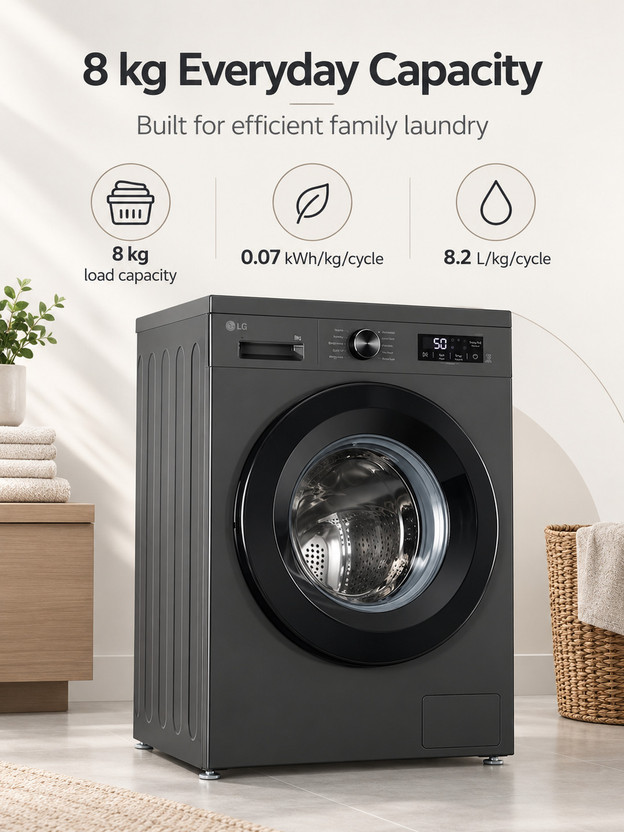 8 kg Everyday Capacity
Built for efficient family laundry
8 kg
load capacity
0.07 kWh/kg/cycle
8.2 L/kg/cycle
LG
50